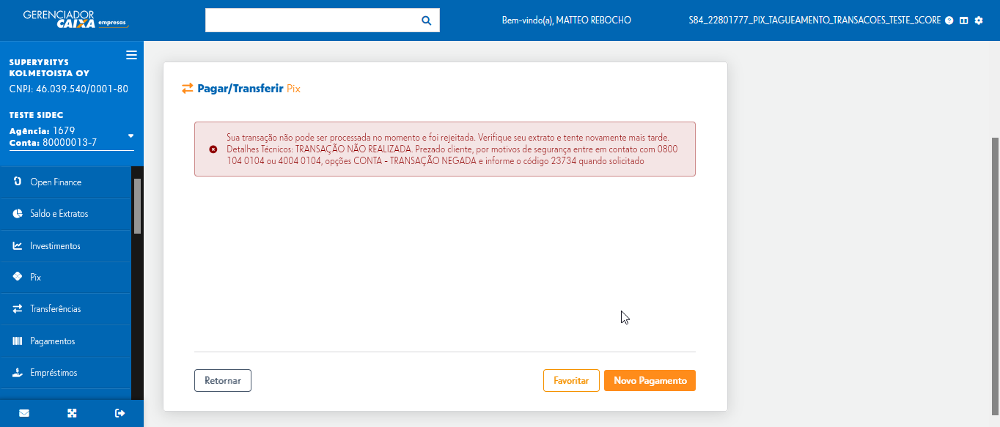 GERENCIADOR
CAIXA empresas
Bem-vindo(a), MATTEO REBOCHO
S84_22801777_PIX_TAGUEAMENTO_TRANSACOES_TESTE_SCORE
SUPERYRITYS
KOLMETOISTA OY
CNPJ: 46.039.540/0001-80
TESTE SIDEC
Agência: 1679
Conta: 80000013-7
Open Finance
Saldo e Extratos
Investimentos
Pix
Transferências
Pagamentos
Empréstimos
Pagar/Transferir Pix
Sua transação não pode ser processada no momento e foi rejeitada. Verifique seu extrato e tente novamente mais tarde.
Detalhes Técnicos: TRANSAÇÃO NÃO REALIZADA. Prezado cliente, por motivos de segurança entre em contato com 0800
104 0104 ou 4004 0104, opções CONTA - TRANSAÇÃO NEGADA e informe o código 23734 quando solicitado
Retornar
Favoritar
Novo Pagamento